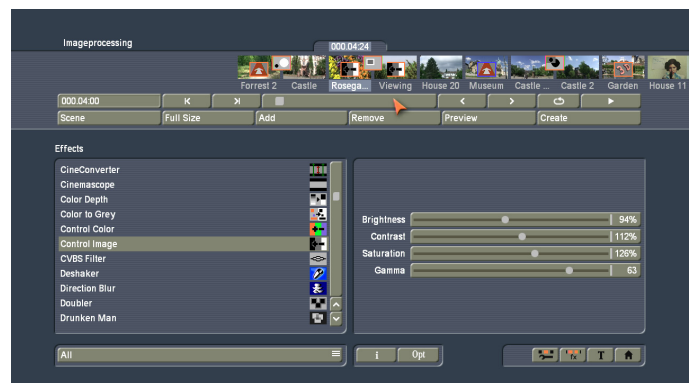 Imageprocessing
000.04:24
Forrest 2 Castle Rosega... Viewing House 20 Museum Castle ... Castle 2 Garden House 11
000.04:00
Scene Full Size Add Remove Preview Create
Effects
CineConverter
Cinemascope
Color Depth
Color to Grey
Control Color
Control Image
CVBS Filter
Deshaker
Direction Blur
Doubler
Drunken Man
Brightness 94%
Contrast 112%
Saturation 126%
Gamma 63
All i Opt fx T